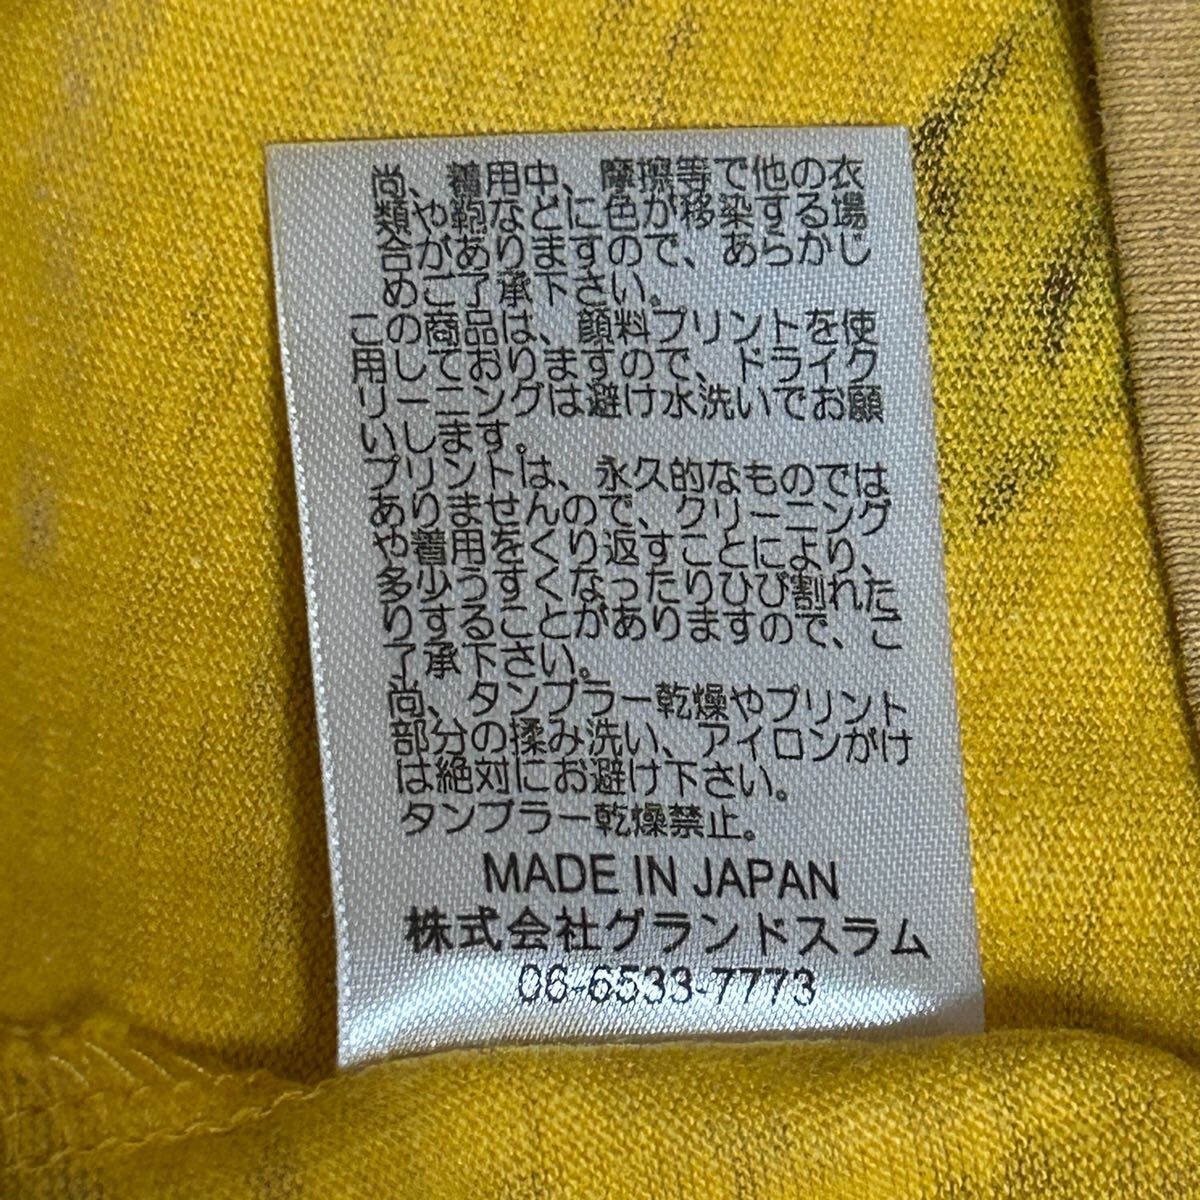 尚、着用中、摩擦等で他の衣
類や鞄などに色が移染する場
合がありますので、あらかじ
めご了承下さい。
この商品は、顔料プリントを使
用しておりますので、ドライク
リーニングは避け水洗いでお願
いします。
プリントは、永久的なものでは
ありませんので、クリーニング
や着用をくり返すことにより、
多少うすくなったりひび割れた
りすることがありますので、ご
了承下さい。
尚、タンブラー乾燥やプリント
部分の揉み洗い、アイロンがけ
は絶対にお避け下さい。
タンブラー乾燥禁止。
MADE IN JAPAN
株式会社グランドスラム
06-6533-7773